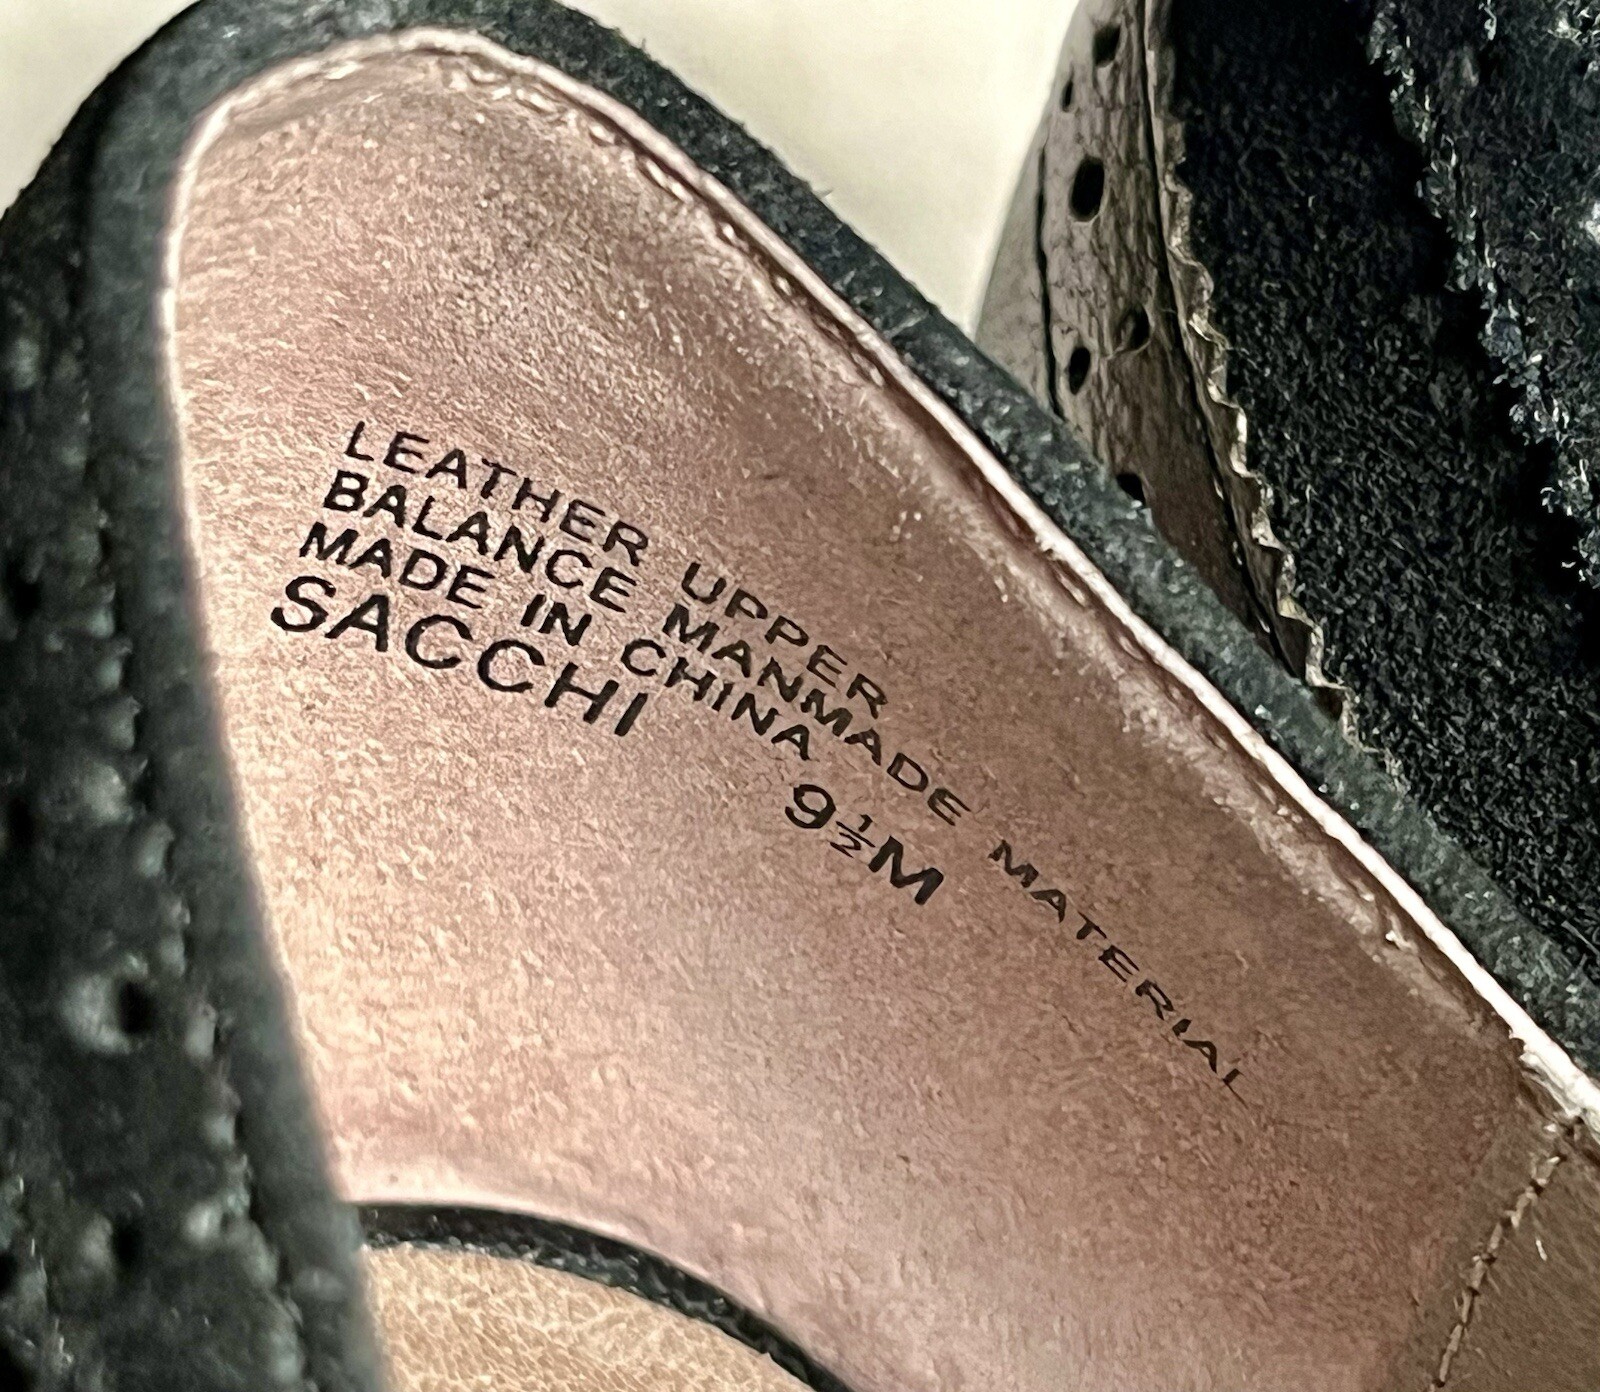 LEATHER UPPER
BALANCE MANMADE MATERIAL
MADE IN CHINA
SACCHI 9½M